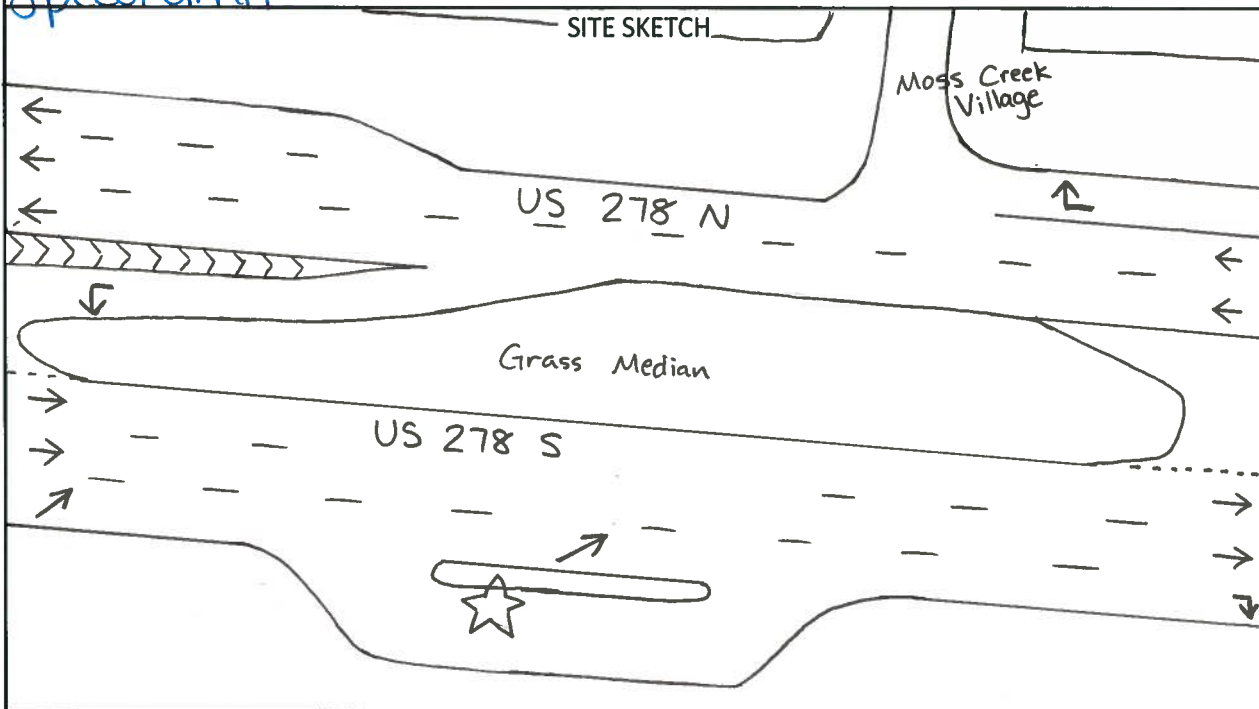 SITE SKETCH
Moss Creek
Village
US 278 N
Grass Median
US 278 S